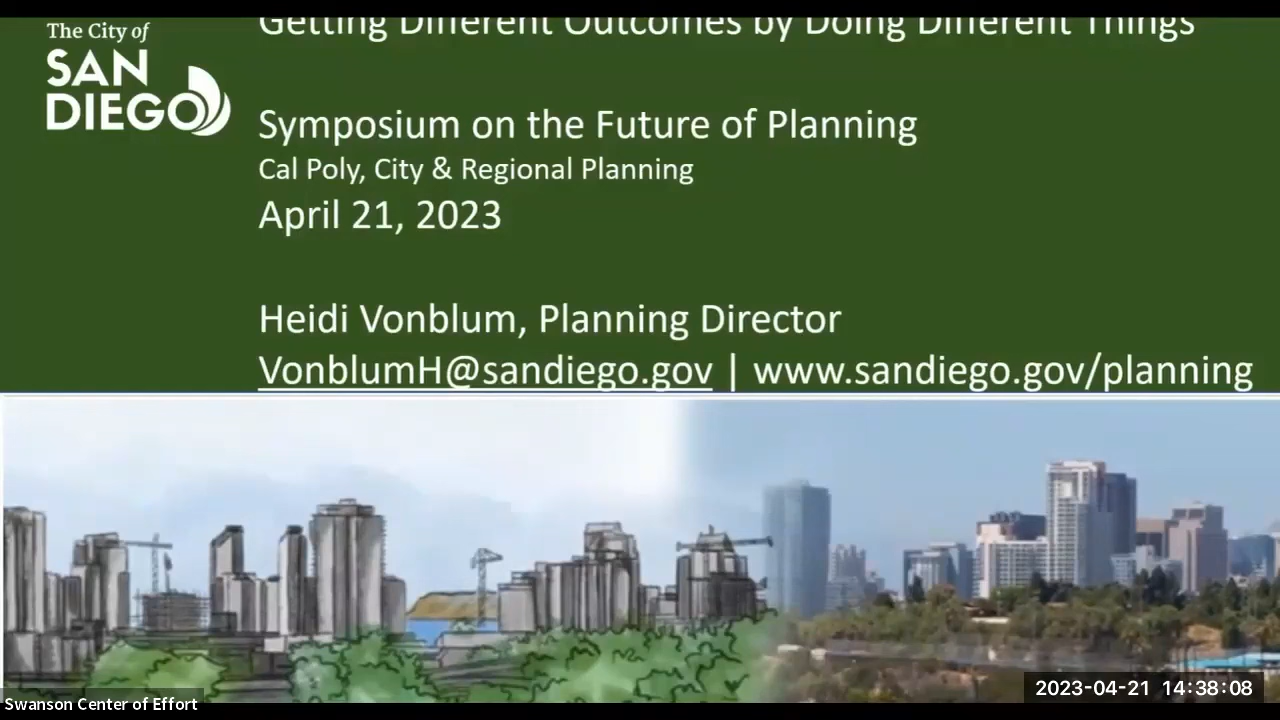 The City of
SAN
DIEGO
Getting Different Outcomes by Doing Different Things
Symposium on the Future of Planning
Cal Poly, City & Regional Planning
April 21, 2023
Heidi Vonblum, Planning Director
VonblumH@sandiego.gov | www.sandiego.gov/planning
Swanson Center of Effort
2023-04-21 14:38:08